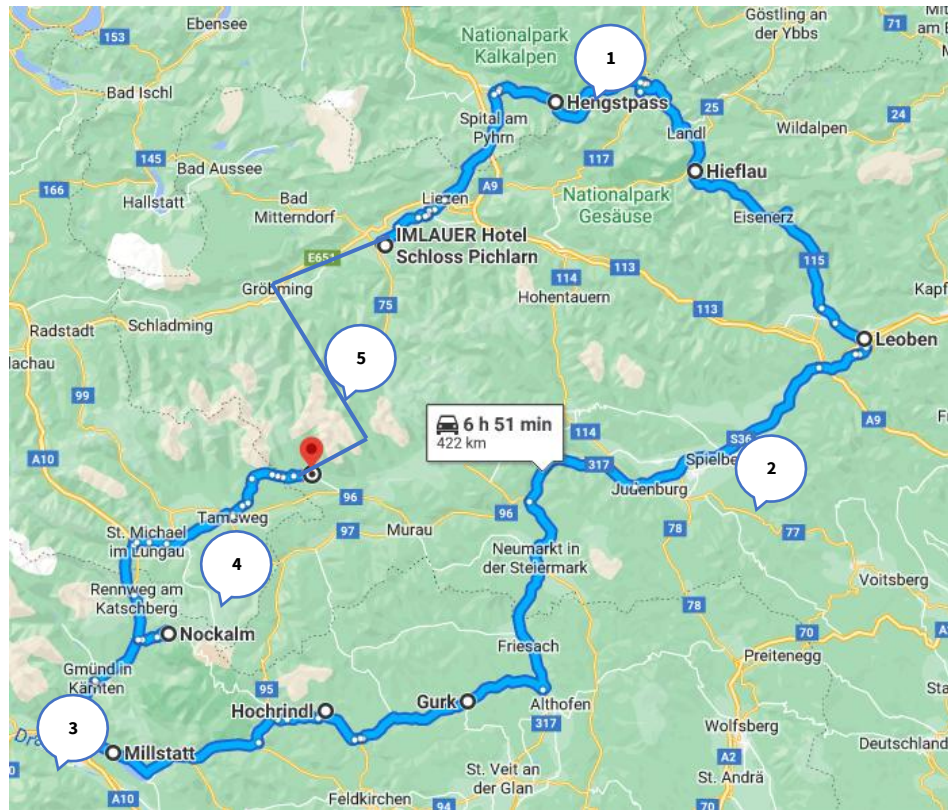 Ebensee
Göstling an
der Ybbs
Mit
am E
153
71
Nationalpark
Kalkalpen
1
Bad Ischl
Hengstpass
25
24
Spital am
Pyhrn
Landl
Wildalpen
145
Bad Aussee
117
Hieflau
166
Hallstatt
Bad
Mitterndorf
Liezen
A9
Nationalpark
Gesäuse
Eisenerz
E651
IMLAUER Hotel
Schloss Pichlarn
115
114
113
Gröbming
75
Hohentauern
113
Kapf
Radstadt
Schladming
lachau
5
Leoben
99
6 h 51 min
422 km
114
A9
Fr
S36
A10
317
Spielbe
2
96
Judenburg
Tamsweg
96
St. Michael
im Lungau
97
Murau
78
77
4
Neumarkt in
der Steiermark
Voitsberg
Rennweg am
Katschberg
78
Nockalm
70
A
Friesach
Preitenegg
Gmünd in
Kärnten
95
Sta
Hochrindl
Gurk
Althofen
3
317
Wolfsberg
Dra
Millstatt
Deutschland
A2
St. Veit an
der Glan
St. Andrä
A10
Feldkirchen
94
70